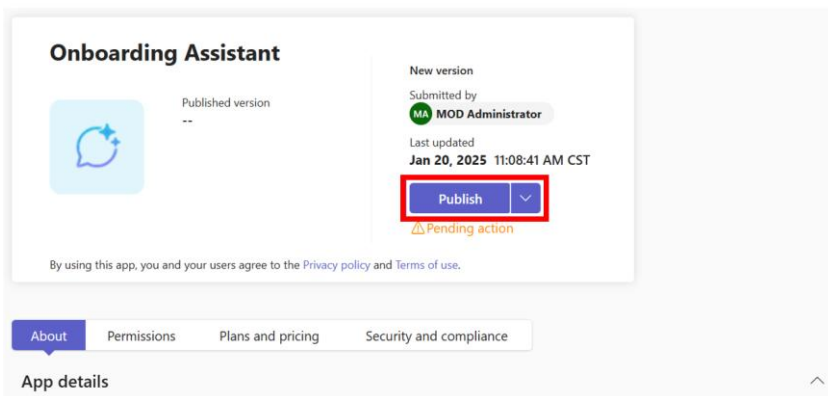 Onboarding Assistant
Published version
--
New version
Submitted by
MA MOD Administrator
Last updated
Jan 20, 2025 11:08:41 AM CST
Publish
Pending action
By using this app, you and your users agree to the Privacy policy and Terms of use.
About Permissions Plans and pricing Security and compliance
App details